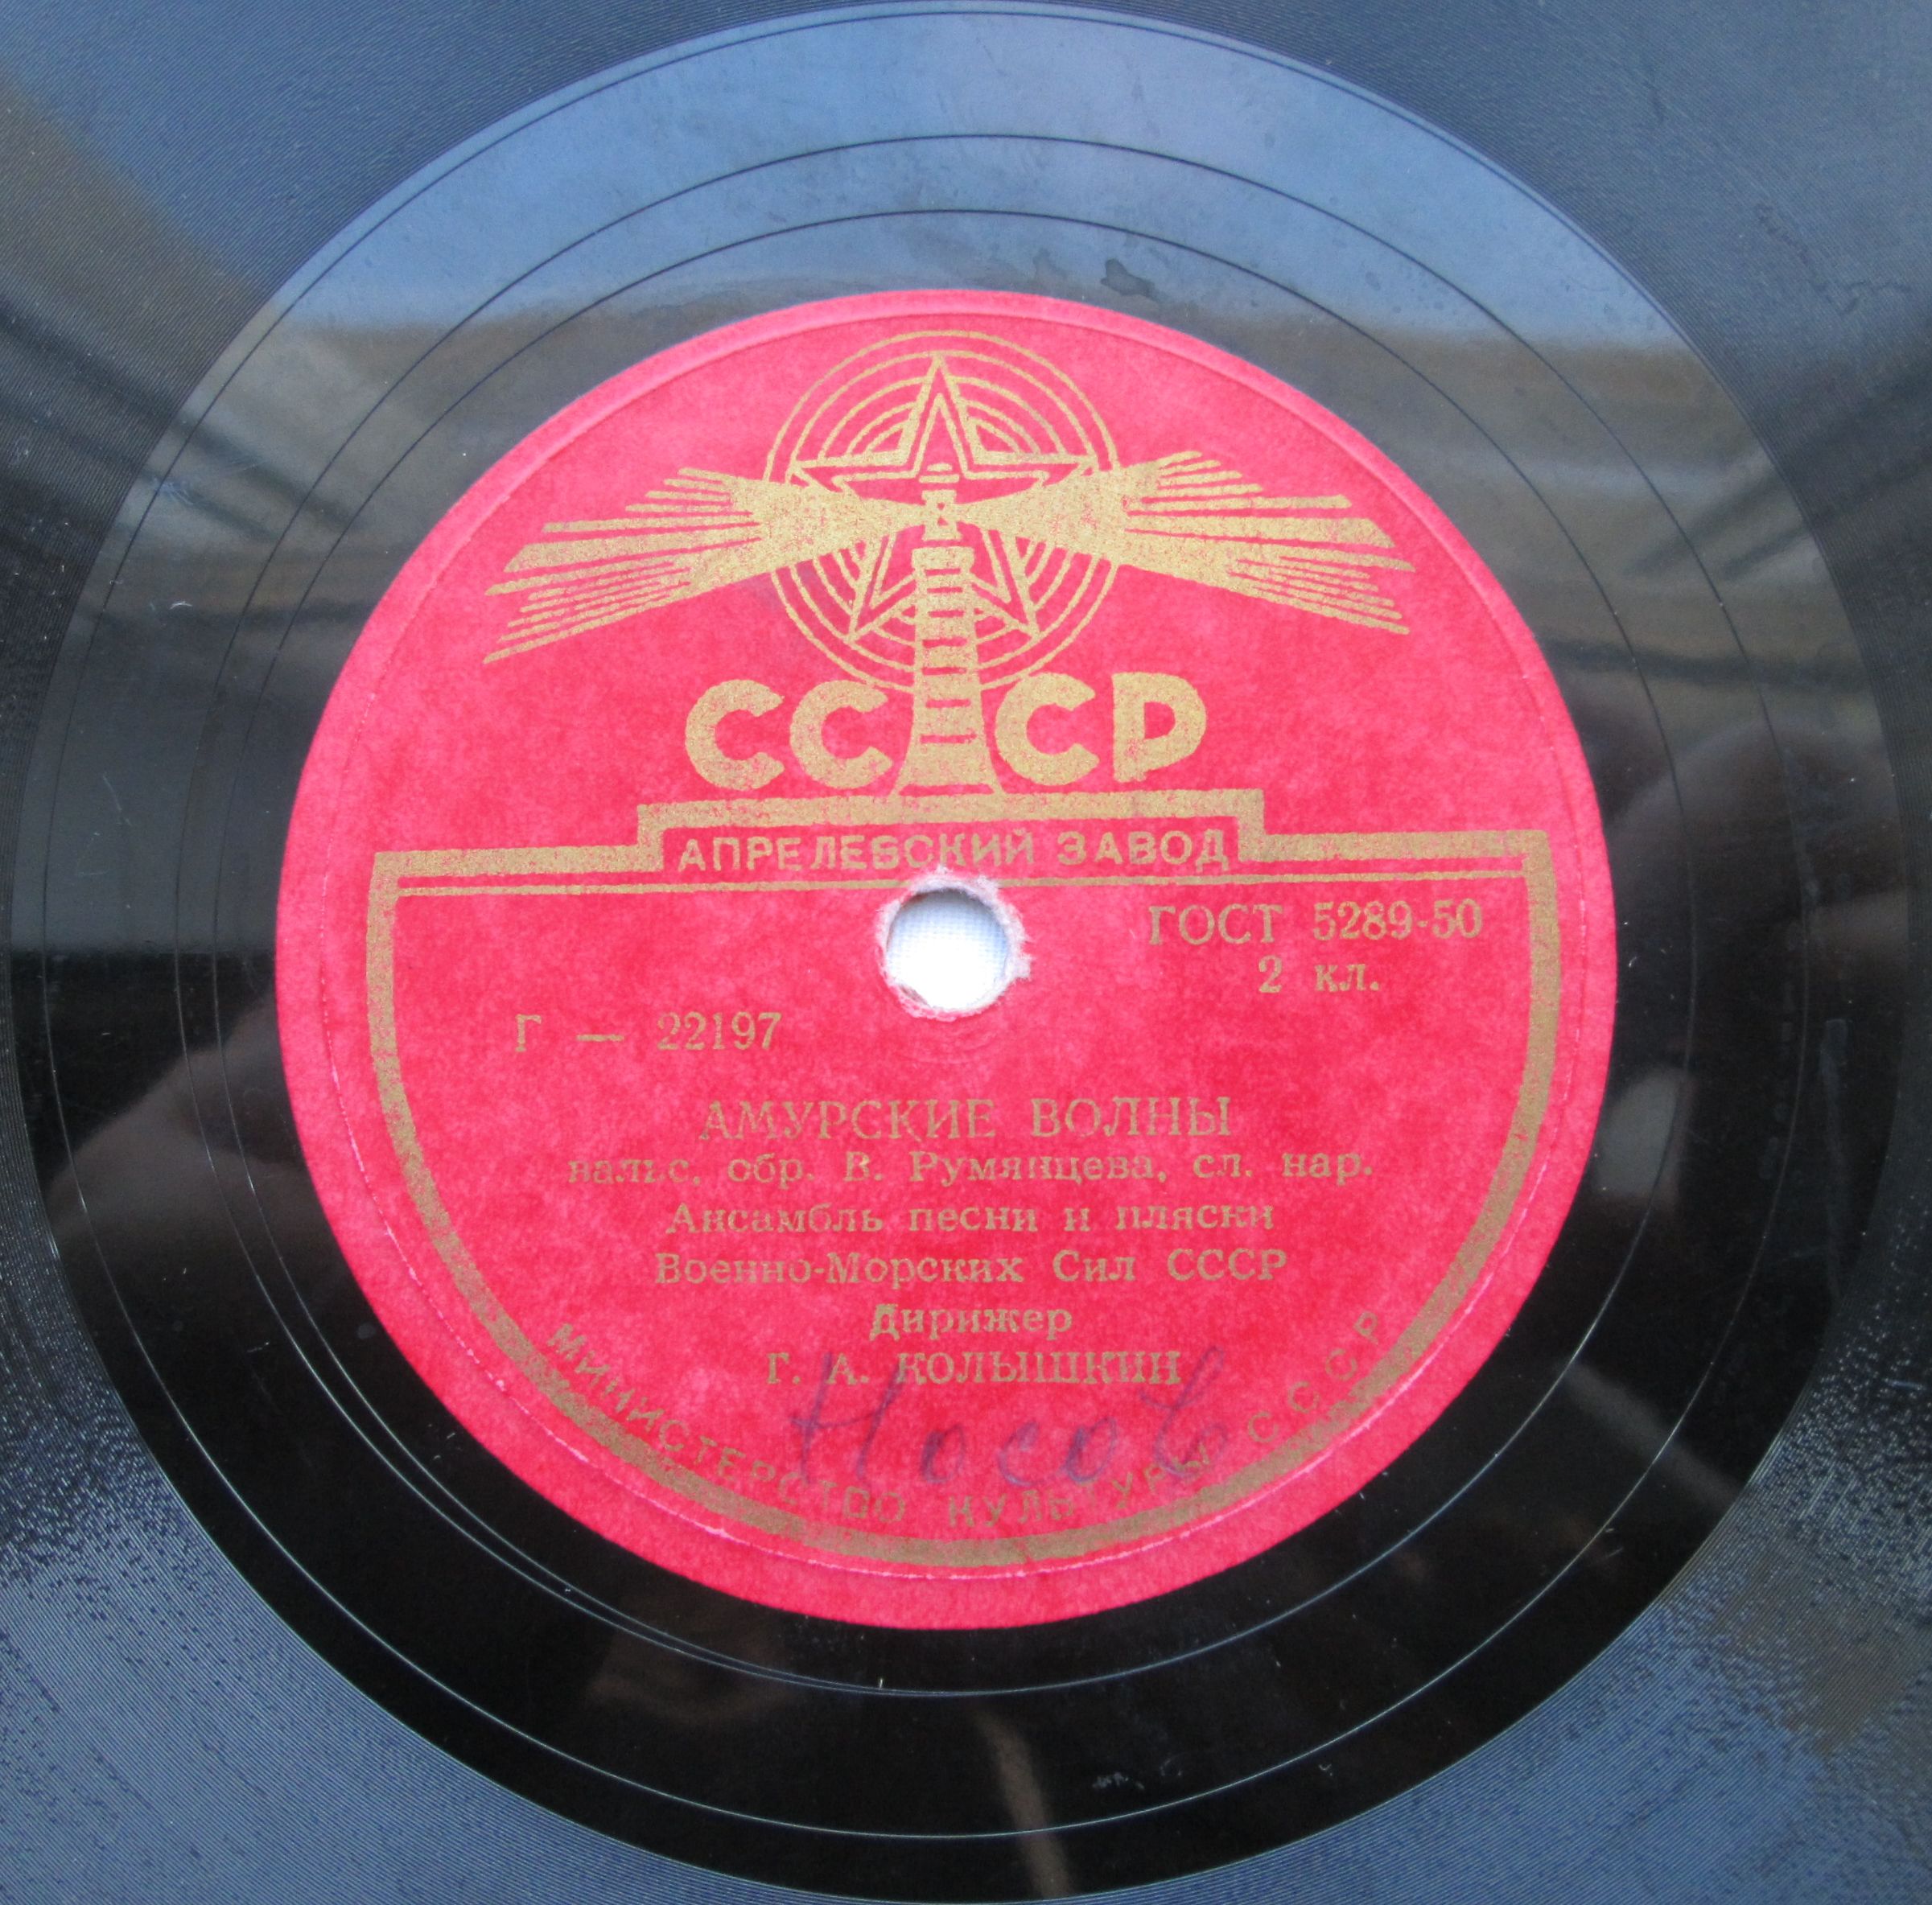 СССР
АПРЕЛЕВСКИЙ ЗАВОД
ГОСТ 5289-50
2 кл.
Г — 22197
АМУРСКИЕ ВОЛНЫ
вальс, обр. В. Румянцева, сл. нар.
Ансамбль песни и пляски
Военно-Морских Сил СССР
Дирижер
Г. А. КОЛЫШКИН
Носов
МИНИСТЕРСТВО КУЛЬТУРЫ СССР